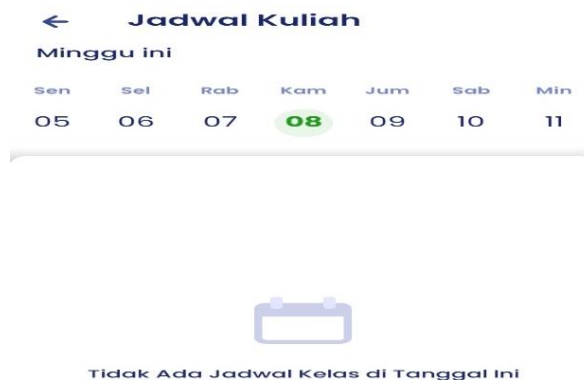 Jadwal Kuliah
Minggu ini
Sen Sel Rab Kam Jum Sab Min
05 06 07 08 09 10 11
Tidak Ada Jadwal Kelas di Tanggal Ini